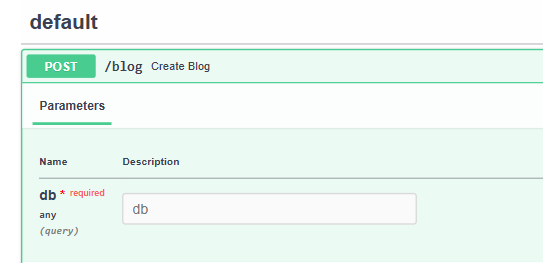 default
POST /blog Create Blog
Parameters
Name Description
db * required
any
(query)
db